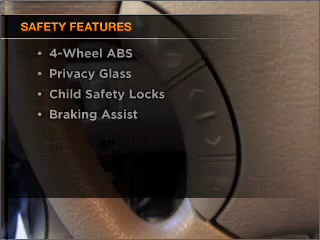 SAFETY FEATURES
• 4-Wheel ABS
• Privacy Glass
• Child Safety Locks
• Braking Assist